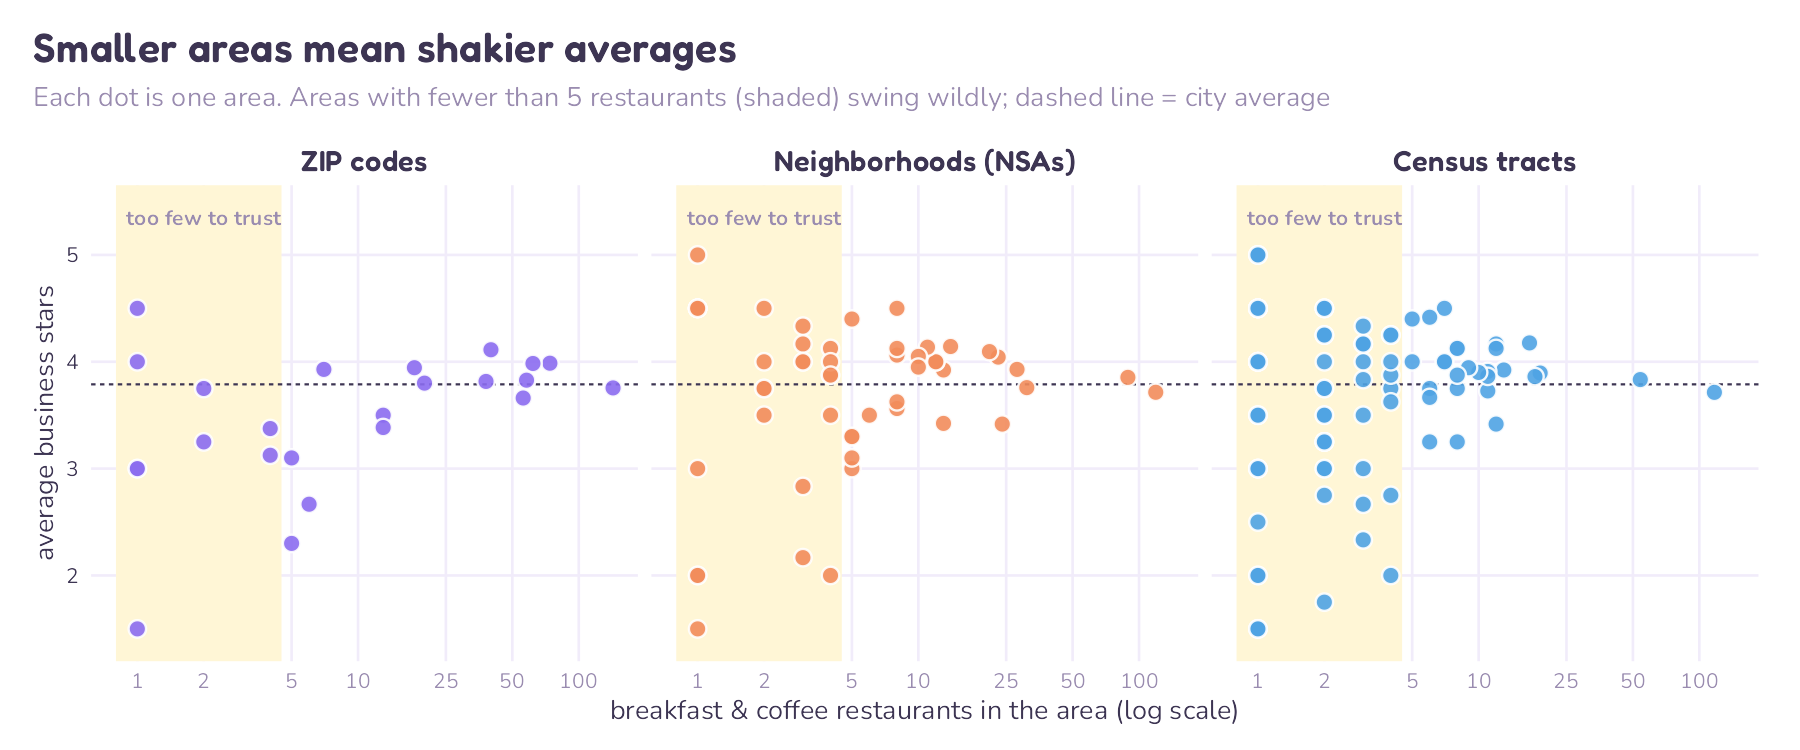 Smaller areas mean shakier averages
Each dot is one area. Areas with fewer than 5 restaurants (shaded) swing wildly; dashed line = city average
ZIP codes
Neighborhoods (NSAs)
Census tracts
too few to trust
too few to trust
too few to trust
average business stars
5
4
3
2
1 2 5 10 25 50 100
1 2 5 10 25 50 100
1 2 5 10 25 50 100
breakfast & coffee restaurants in the area (log scale)